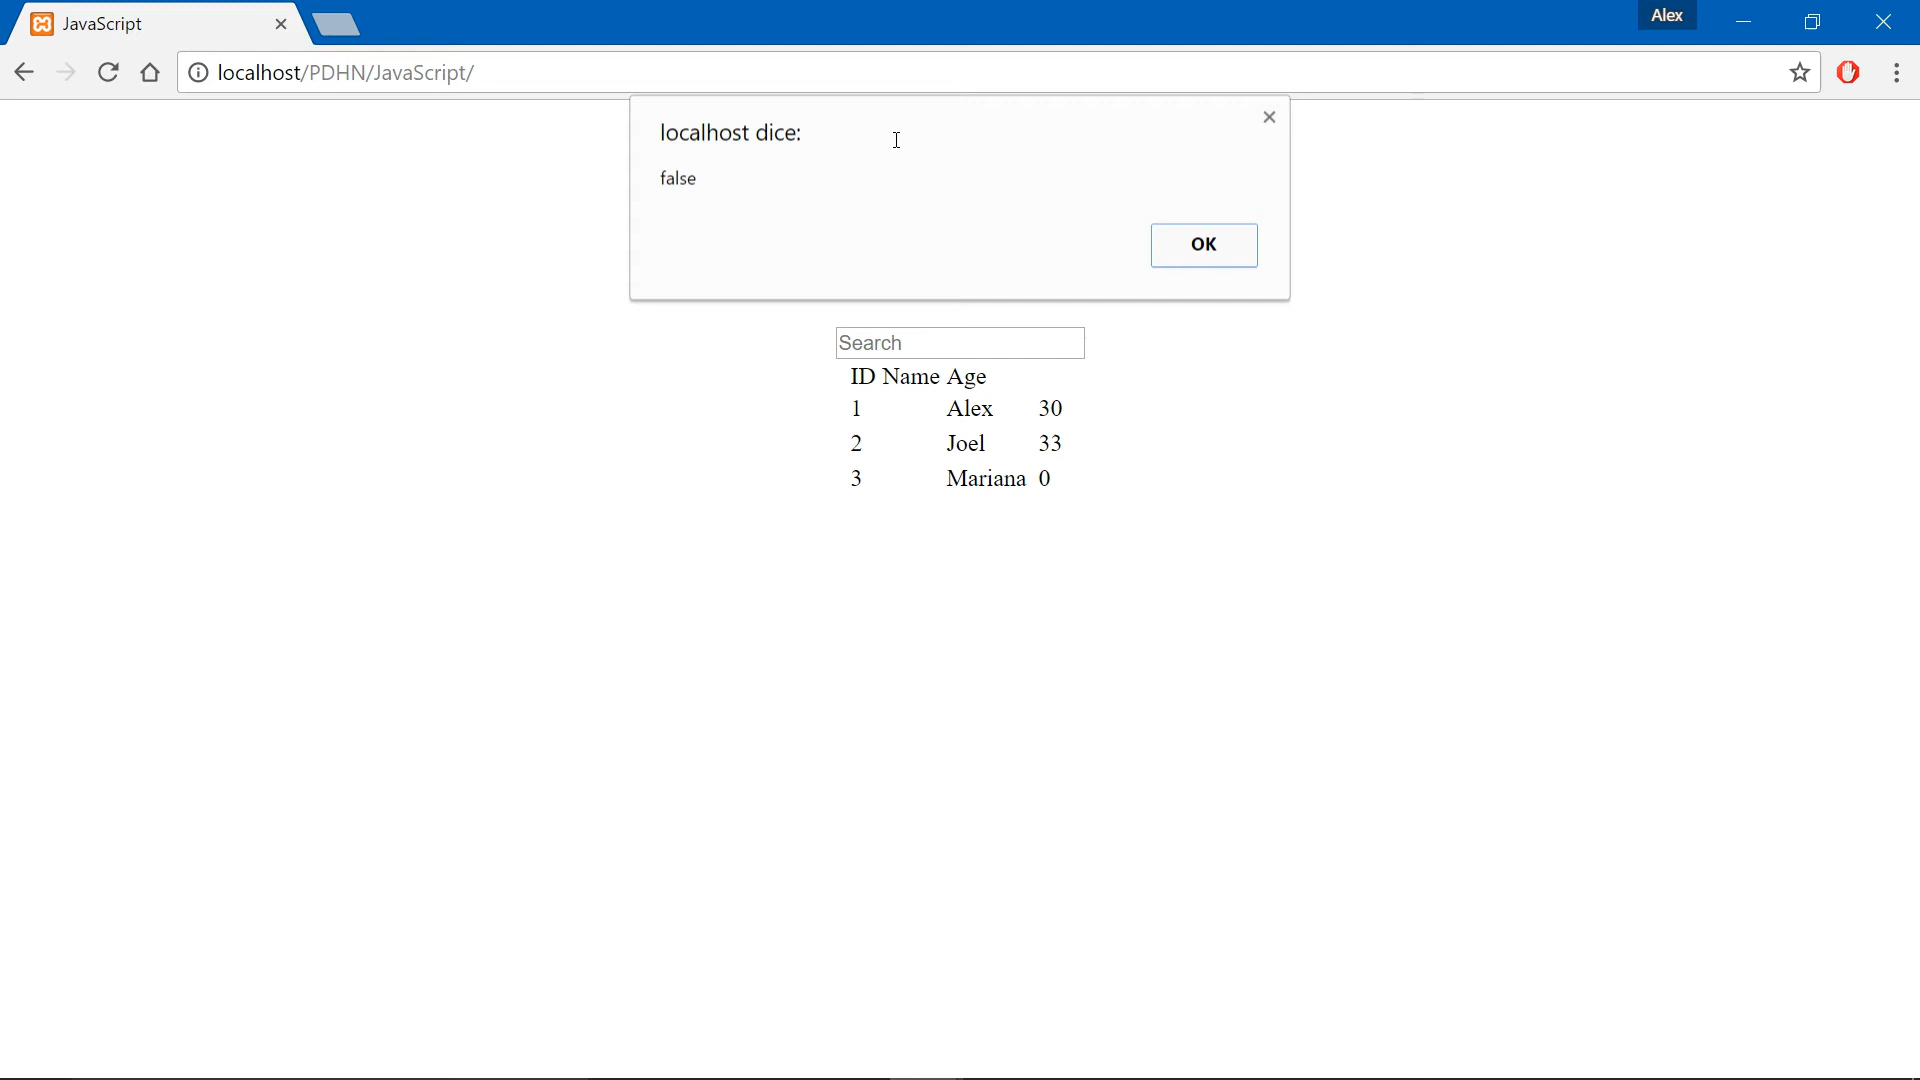 JavaScript
Alex
localhost/PDHN/JavaScript/
localhost dice:
false
OK
Search
ID Name Age
1 Alex 30
2 Joel 33
3 Mariana 0